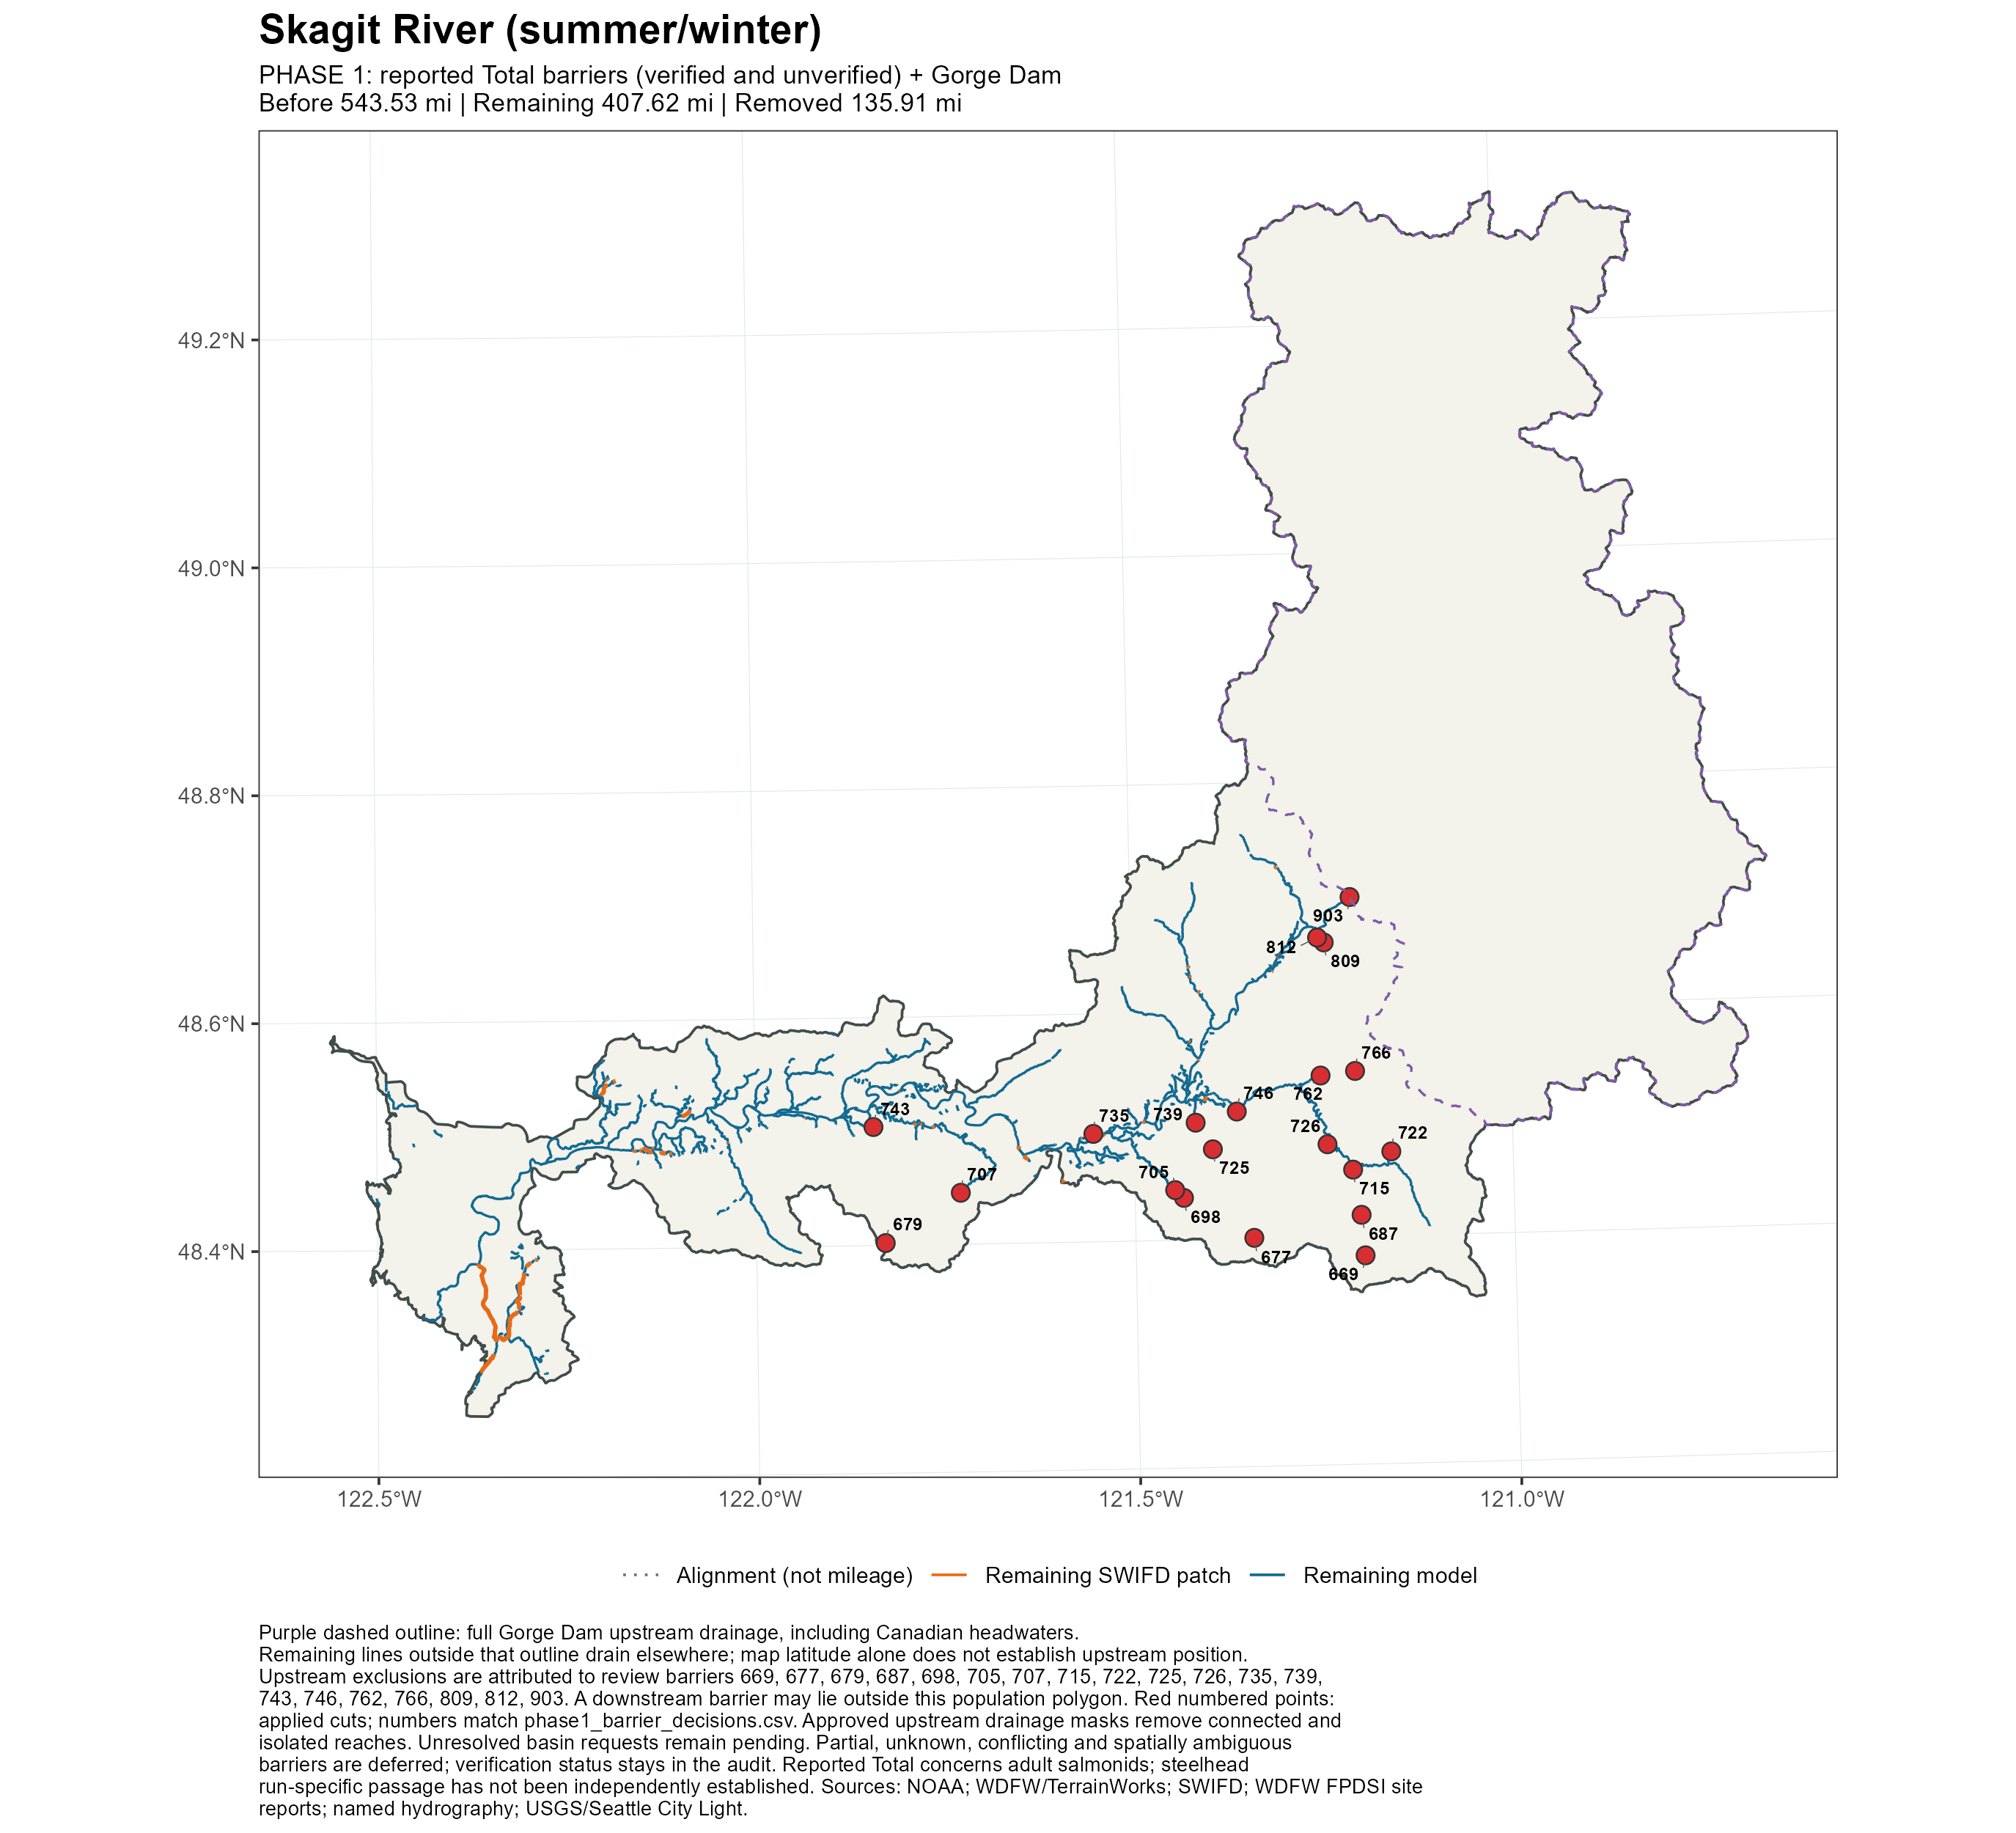 Skagit River (summer/winter)
PHASE 1: reported Total barriers (verified and unverified) + Gorge Dam
Before 543.53 mi | Remaining 407.62 mi | Removed 135.91 mi
49.2°N
49.0°N
48.8°N
48.6°N
48.4°N
903
812
809
766
762
746
743
735
739
726
722
725
705
715
707
698
687
679
677
669
122.5°W
122.0°W
121.5°W
121.0°W
Alignment (not mileage)
Remaining SWIFD patch
Remaining model
Purple dashed outline: full Gorge Dam upstream drainage, including Canadian headwaters.
Remaining lines outside that outline drain elsewhere; map latitude alone does not establish upstream position.
Upstream exclusions are attributed to review barriers 669, 677, 679, 687, 698, 705, 707, 715, 722, 725, 726, 735, 739,
743, 746, 762, 766, 809, 812, 903. A downstream barrier may lie outside this population polygon. Red numbered points:
applied cuts; numbers match phase1_barrier_decisions.csv. Approved upstream drainage masks remove connected and
isolated reaches. Unresolved basin requests remain pending. Partial, unknown, conflicting and spatially ambiguous
barriers are deferred; verification status stays in the audit. Reported Total concerns adult salmonids; steelhead
run-specific passage has not been independently established. Sources: NOAA; WDFW/TerrainWorks; SWIFD; WDFW FPDSI site
reports; named hydrography; USGS/Seattle City Light.